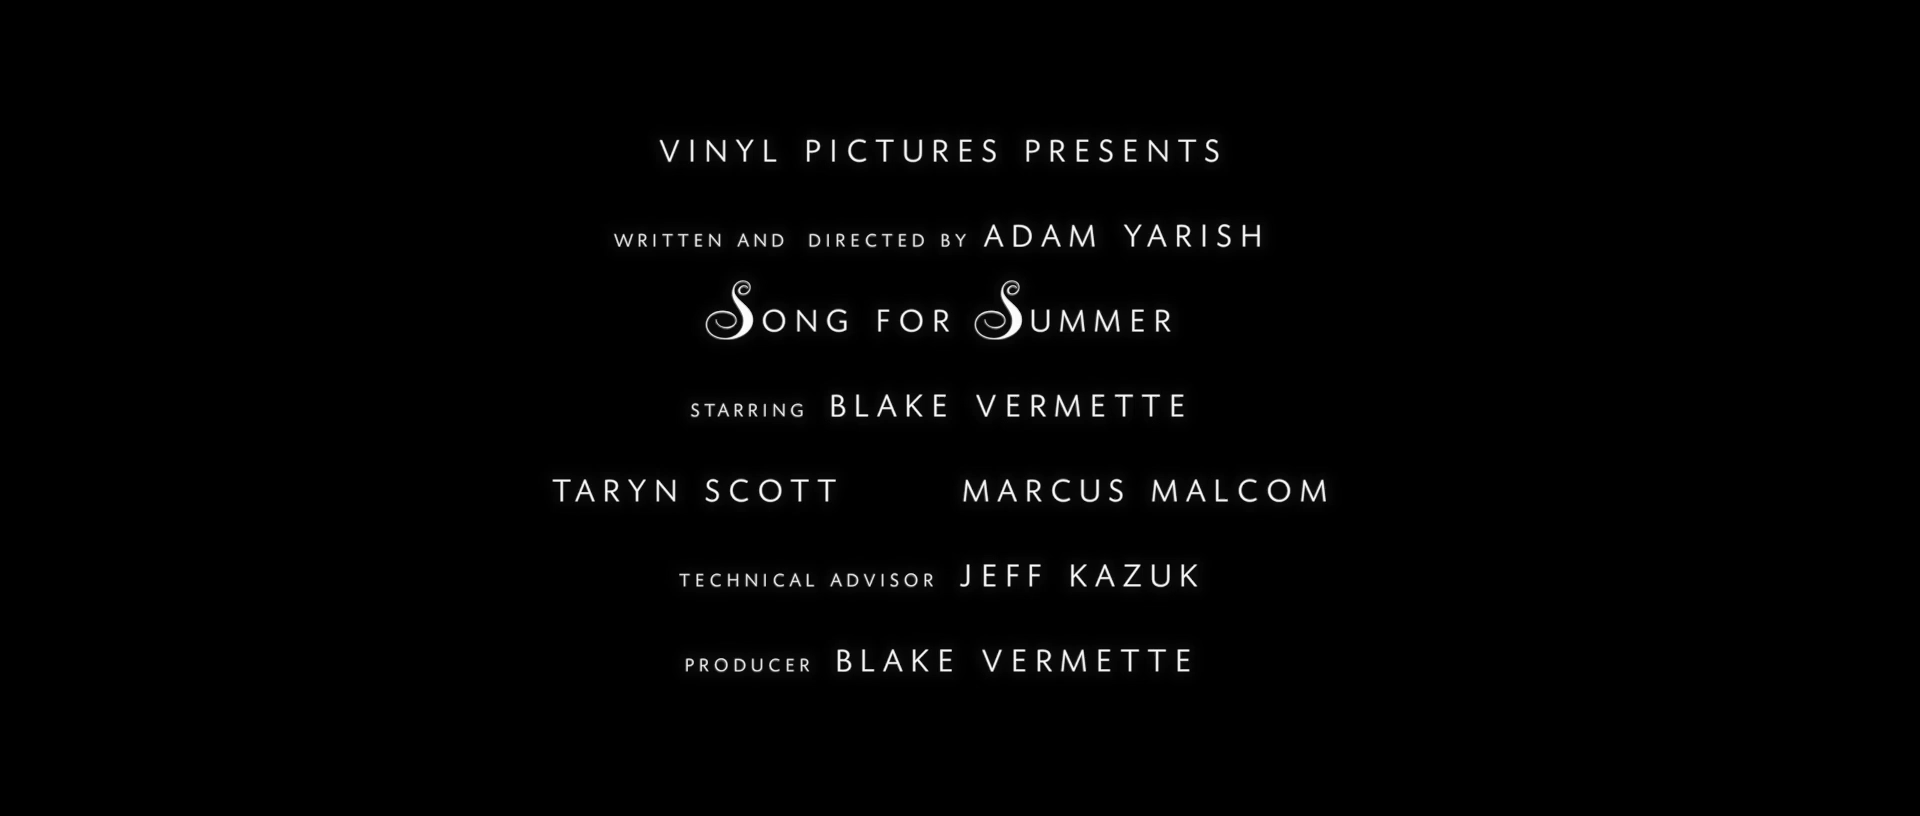 VINYL PICTURES PRESENTS
WRITTEN AND DIRECTED BY ADAM YARISH
SONG FOR SUMMER
STARRING BLAKE VERMETTE
TARYN SCOTT MARCUS MALCOM
TECHNICAL ADVISOR JEFF KAZUK
PRODUCER BLAKE VERMETTE